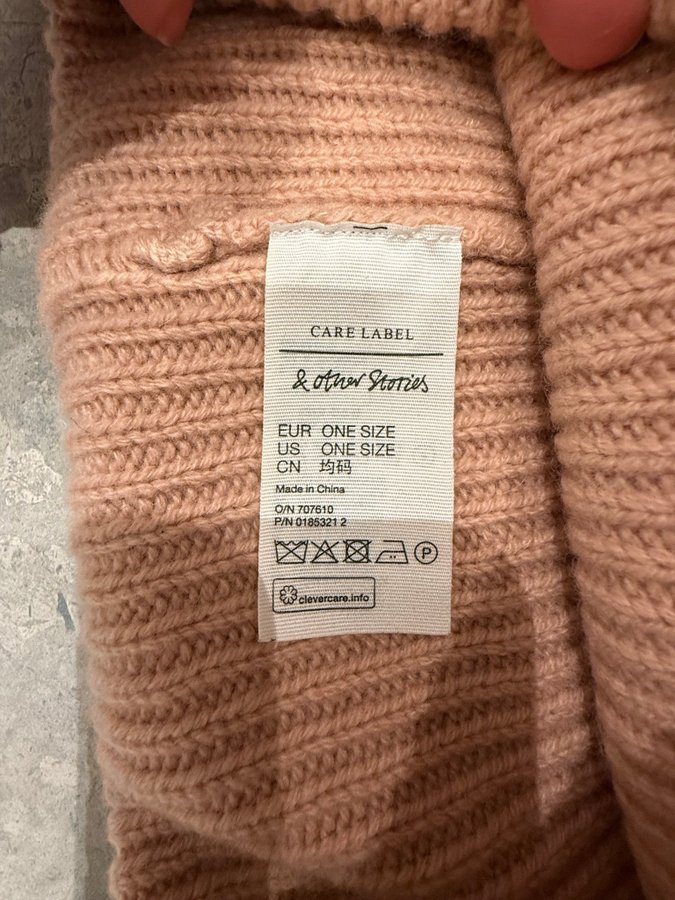 CARE LABEL
& other Stories
EUR ONE SIZE
US ONE SIZE
CN 均码
Made in China
O/N 707610
P/N 0185321 2
P
clevercare.info